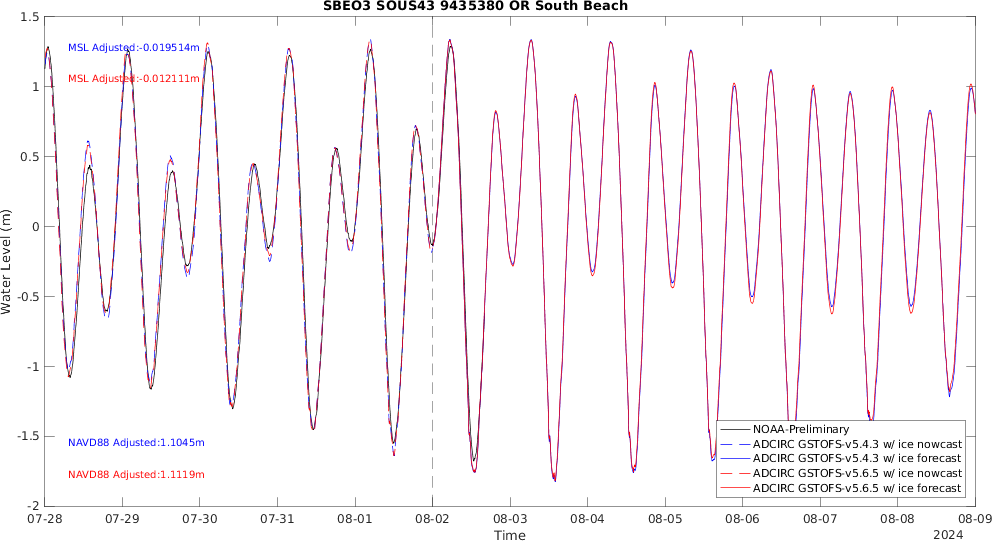 SBEO3 SOUS43 9435380 OR South Beach
MSL Adjusted:-0.019514m
MSL Adjusted:-0.012111m
NAVD88 Adjusted:1.1045m
NAVD88 Adjusted:1.1119m
Water Level (m)
1.5
1
0.5
0
-0.5
-1
-1.5
-2
NOAA-Preliminary
ADCIRC GSTOFS-v5.4.3 w/ ice nowcast
ADCIRC GSTOFS-v5.4.3 w/ ice forecast
ADCIRC GSTOFS-v5.6.5 w/ ice nowcast
ADCIRC GSTOFS-v5.6.5 w/ ice forecast
07-28 07-29 07-30 07-31 08-01 08-02 08-03 08-04 08-05 08-06 08-07 08-08 08-09
Time
2024